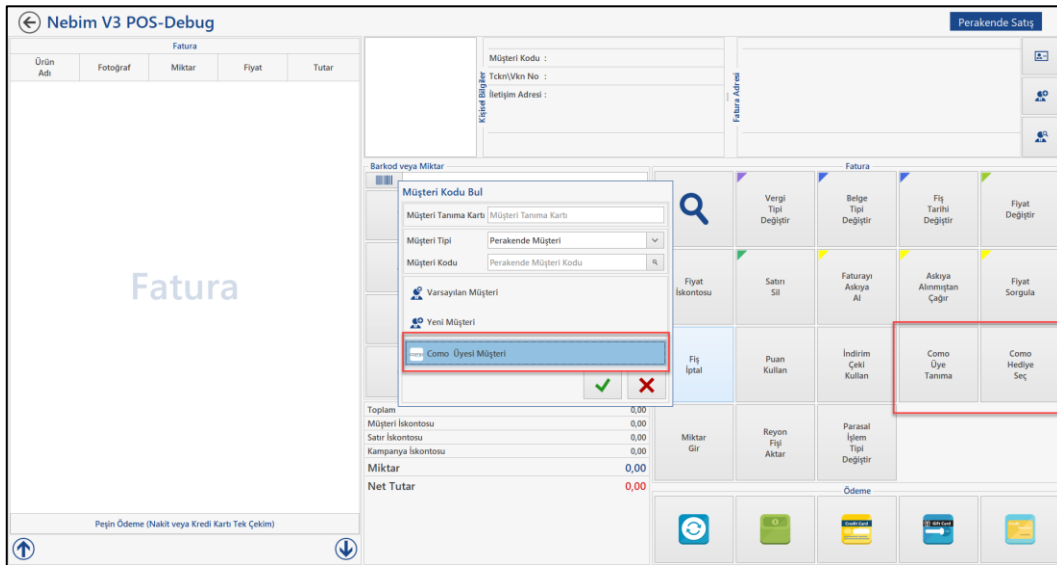 Nebim V3 POS-Debug
Perakende Satış
Fatura
Ürün
Adı
Fotoğraf
Miktar
Fiyat
Tutar
Fatura
Peşin Ödeme (Nakit veya Kredi Kartı Tek Çekim)
Kişisel Bilgiler
Müşteri Kodu :
Tckn\Vkn No :
İletişim Adresi :
Fatura Adresi
Barkod veya Miktar
Müşteri Kodu Bul
Müşteri Tanıma Kartı
Müşteri Tanıma Kartı
Müşteri Tipi
Perakende Müşteri
Müşteri Kodu
Perakende Müşteri Kodu
Varsayılan Müşteri
Yeni Müşteri
Como Üyesi Müşteri
Toplam 0,00
Müşteri İskontosu 0,00
Satır İskontosu 0,00
Kampanya İskontosu 0,00
Miktar 0,00
Net Tutar 0,00
Fatura
Vergi
Tipi
Değiştir
Belge
Tipi
Değiştir
Fiş
Tarihi
Değiştir
Fiyat
Değiştir
Fiyat
İskontosu
Satırı
Sil
Faturayı
Askıya
Al
Askıya
Alınmıştan
Çağır
Fiyat
Sorgula
Fiş
İptal
Puan
Kullan
İndirim
Çeki
Kullan
Como
Üye
Tanıma
Como
Hediye
Seç
Miktar
Gir
Reyon
Fişi
Aktar
Parasal
İşlem
Tipi
Değiştir
Ödeme
Credit Card
Gift Card